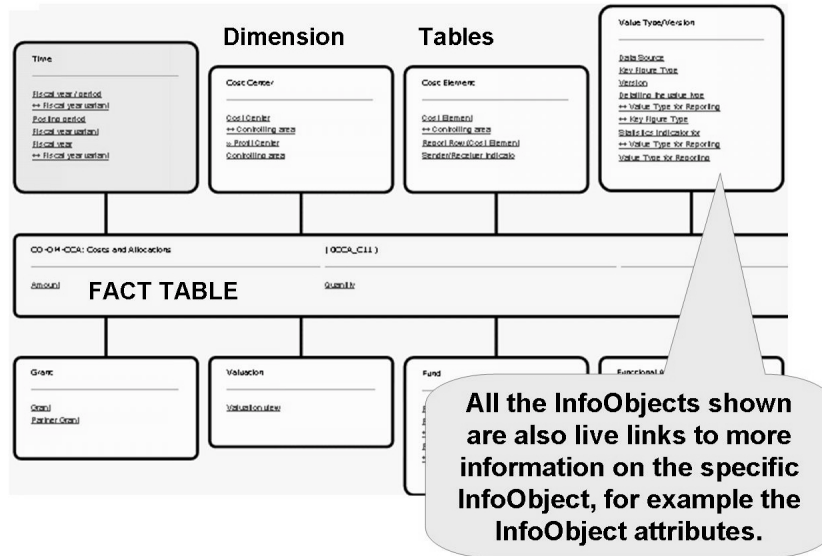 Dimension Tables
Value Type/Version
Data Source
Key Figure Type
Version
Detailing the value type
↔ Value Type for Reporting
↔ Key Figure Type
Statistics indicator for
↔ Value Type for Reporting
Value Type for Reporting
Time
Fiscal year / period
↔ Fiscal year variant
Posting period
Fiscal year variant
Fiscal year
↔ Fiscal year variant
Cost Center
Cost Center
↔ Controlling area
» Profit Center
Controlling area
Cost Element
Cost Element
↔ Controlling area
Report Row (Cost Element
Sender/Receiver indicato
CO-OM-CCA: Costs and Allocations
( 0CCA_C11 )
Amount
FACT TABLE
Quantity
Grant
Grant
Partner Grant
Valuation
Valuation view
Fund
Functional A
All the InfoObjects shown
are also live links to more
information on the specific
InfoObject, for example the
InfoObject attributes.